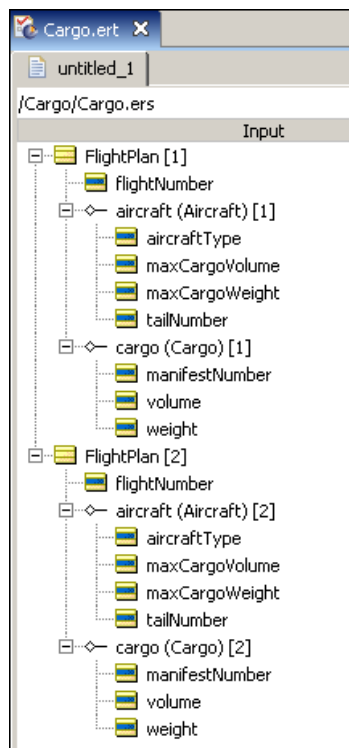 Cargo.ert
untitled_1
/Cargo/Cargo.ers
Input
FlightPlan [1]
flightNumber
aircraft (Aircraft) [1]
aircraftType
maxCargoVolume
maxCargoWeight
tailNumber
cargo (Cargo) [1]
manifestNumber
volume
weight
FlightPlan [2]
flightNumber
aircraft (Aircraft) [2]
aircraftType
maxCargoVolume
maxCargoWeight
tailNumber
cargo (Cargo) [2]
manifestNumber
volume
weight